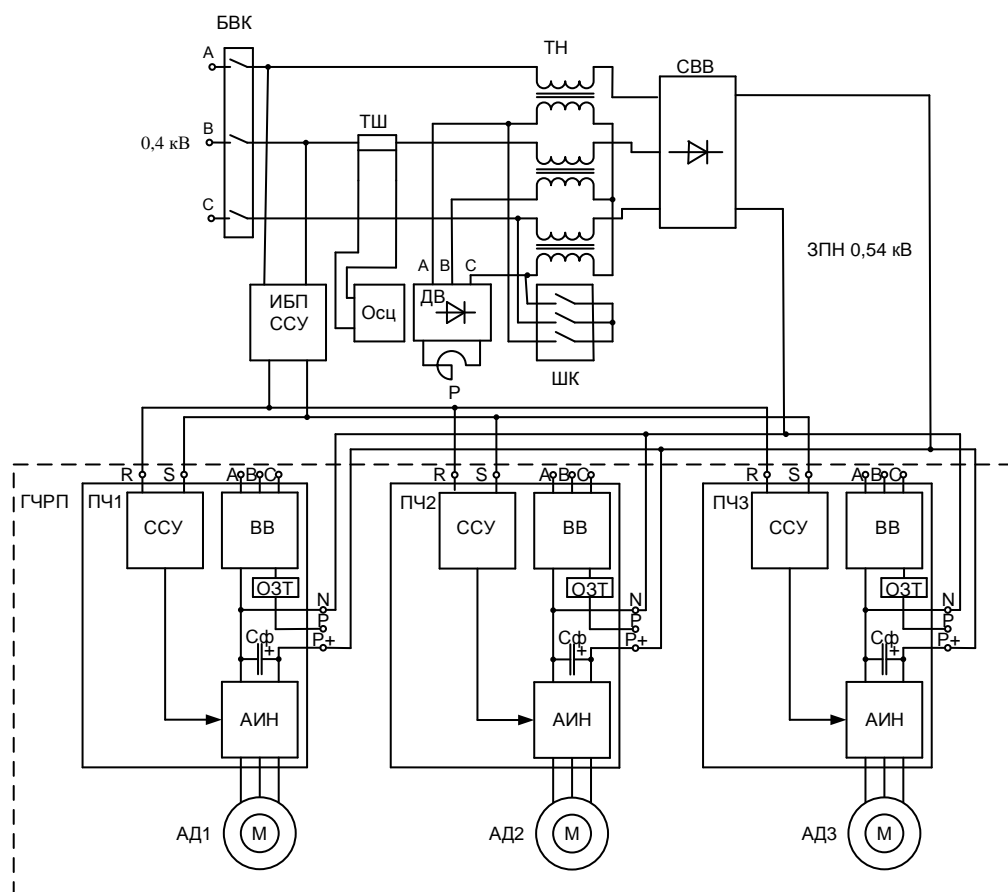 БВК
A
ТН
СВВ
ТШ
B
0,4 кВ
C
ЗПН 0,54 кВ
A B C
ИБП
ССУ
Осц
ДВ
P
ШК
ГЧРП
R S A B C
R S A B C
R S A B C
ПЧ1 ССУ ВВ
ПЧ2 ССУ ВВ
ПЧ3 ССУ ВВ
ОЗТ
ОЗТ
ОЗТ
N
N
N
P
P
P
Сф + P+
Сф + P+
Сф + P+
АИН
АИН
АИН
АД1 M
АД2 M
АД3 M